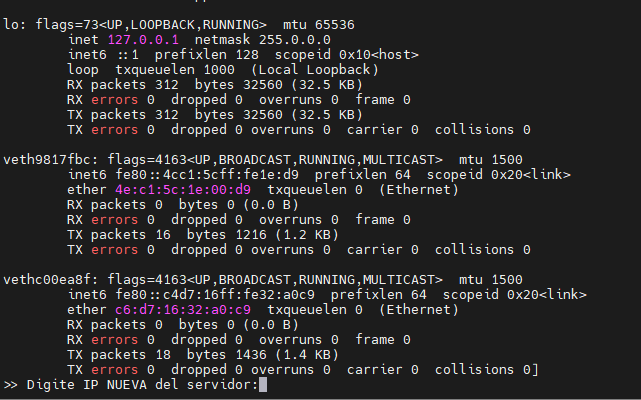 lo: flags=73<UP,LOOPBACK,RUNNING>  mtu 65536
inet 127.0.0.1  netmask 255.0.0.0
inet6 ::1  prefixlen 128  scopeid 0x10<host>
loop  txqueuelen 1000  (Local Loopback)
RX packets 312  bytes 32560 (32.5 KB)
RX errors 0  dropped 0  overruns 0  frame 0
TX packets 312  bytes 32560 (32.5 KB)
TX errors 0  dropped 0 overruns 0  carrier 0  collisions 0
veth9817fbc: flags=4163<UP,BROADCAST,RUNNING,MULTICAST>  mtu 1500
inet6 fe80::4cc1:5cff:fe1e:d9  prefixlen 64  scopeid 0x20<link>
ether 4e:c1:5c:1e:00:d9  txqueuelen 0  (Ethernet)
RX packets 0  bytes 0 (0.0 B)
RX errors 0  dropped 0  overruns 0  frame 0
TX packets 16  bytes 1216 (1.2 KB)
TX errors 0  dropped 0 overruns 0  carrier 0  collisions 0
vethc00ea8f: flags=4163<UP,BROADCAST,RUNNING,MULTICAST>  mtu 1500
inet6 fe80::c4d7:16ff:fe32:a0c9  prefixlen 64  scopeid 0x20<link>
ether c6:d7:16:32:a0:c9  txqueuelen 0  (Ethernet)
RX packets 0  bytes 0 (0.0 B)
RX errors 0  dropped 0  overruns 0  frame 0
TX packets 18  bytes 1436 (1.4 KB)
TX errors 0  dropped 0 overruns 0  carrier 0  collisions 0]
>> Digite IP NUEVA del servidor: